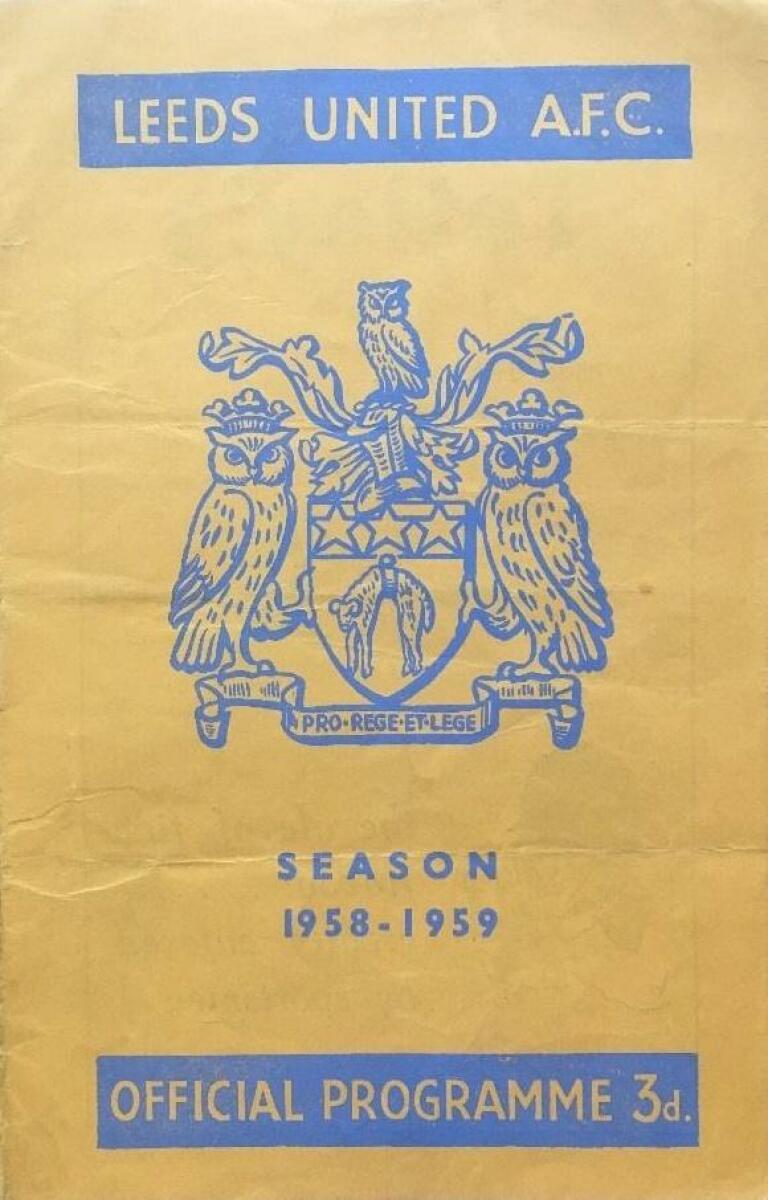 LEEDS UNITED A.F.C.
PRO·REGE·ET·LEGE
SEASON
1958-1959
OFFICIAL PROGRAMME 3d.